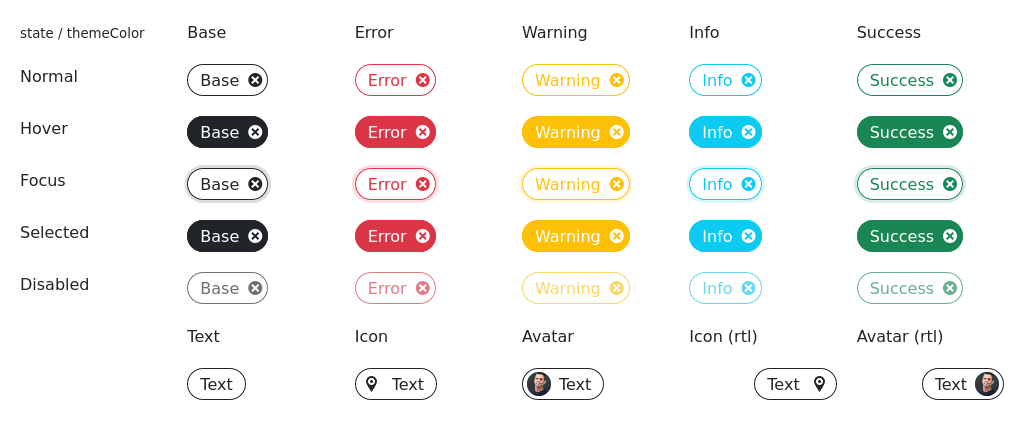 state / themeColor Base Error Warning Info Success
Normal Base Error Warning Info Success
Hover Base Error Warning Info Success
Focus Base Error Warning Info Success
Selected Base Error Warning Info Success
Disabled Base Error Warning Info Success
Text Icon Avatar Icon (rtl) Avatar (rtl)
Text Text Text Text Text